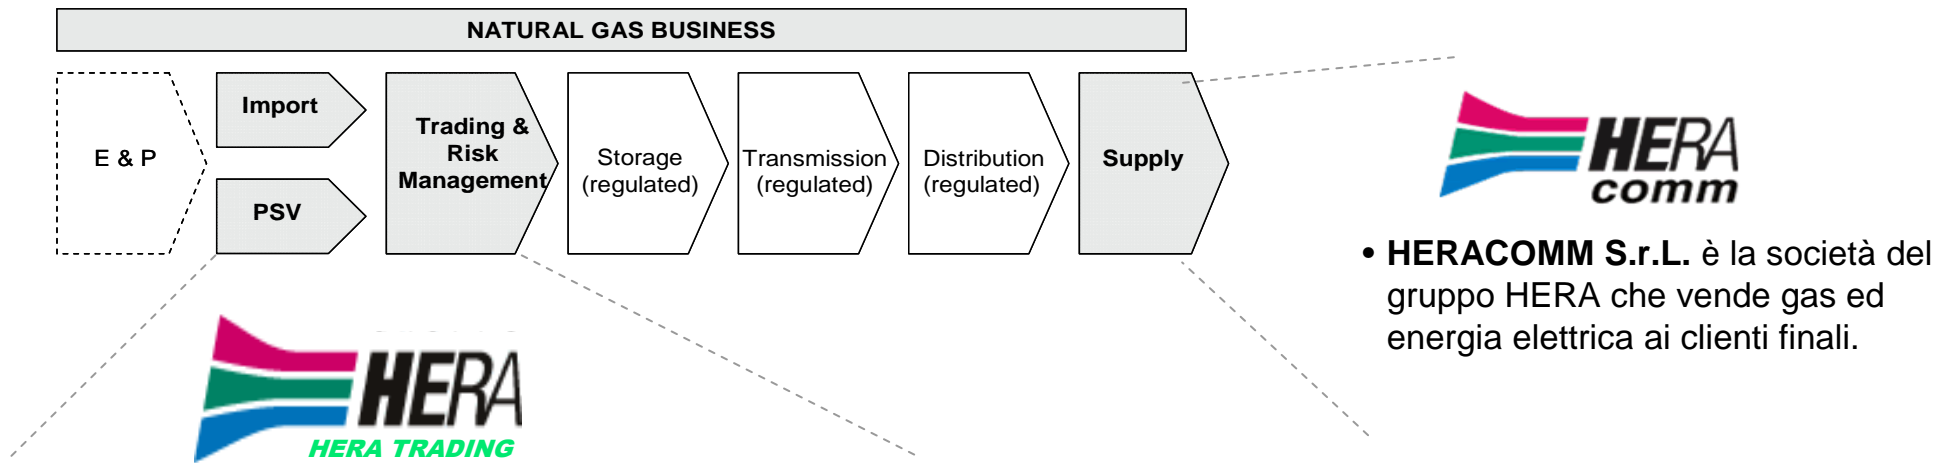 NATURAL GAS BUSINESS
E & P
Import
PSV
Trading &
Risk
Management
Storage
(regulated)
Transmission
(regulated)
Distribution
(regulated)
Supply
HERA
comm
• HERACOMM S.r.L. è la società del
gruppo HERA che vende gas ed
energia elettrica ai clienti finali.
HERA
HERA TRADING